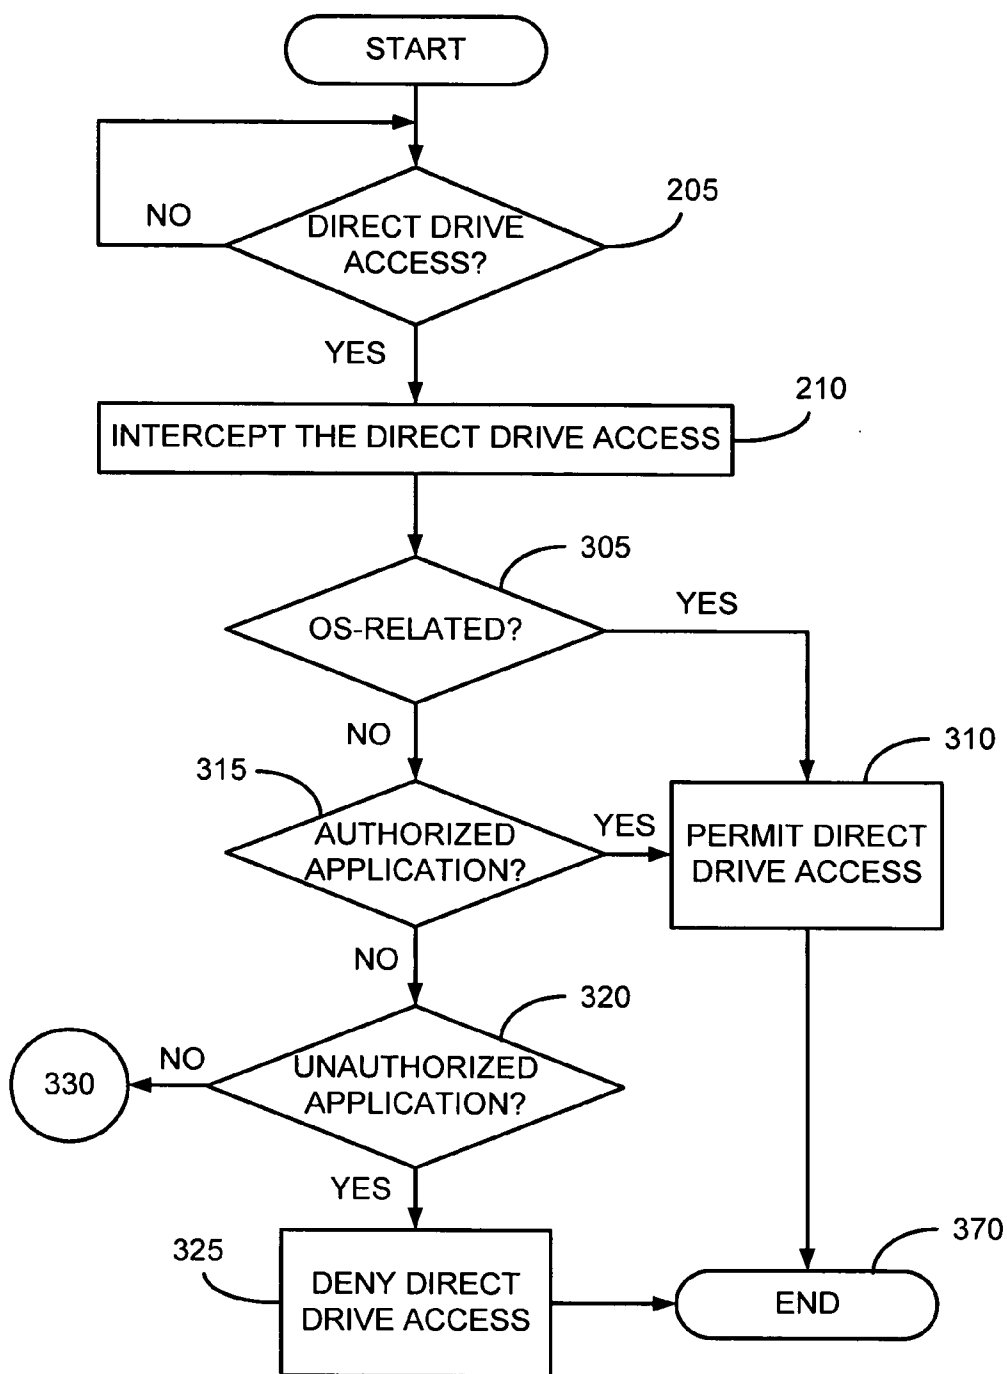 START
205
NO
DIRECT DRIVE
ACCESS?
YES
210
INTERCEPT THE DIRECT DRIVE ACCESS
305
OS-RELATED?
YES
NO
310
315
AUTHORIZED
APPLICATION?
YES
PERMIT DIRECT
DRIVE ACCESS
NO
320
330
NO
UNAUTHORIZED
APPLICATION?
YES
325
DENY DIRECT
DRIVE ACCESS
370
END